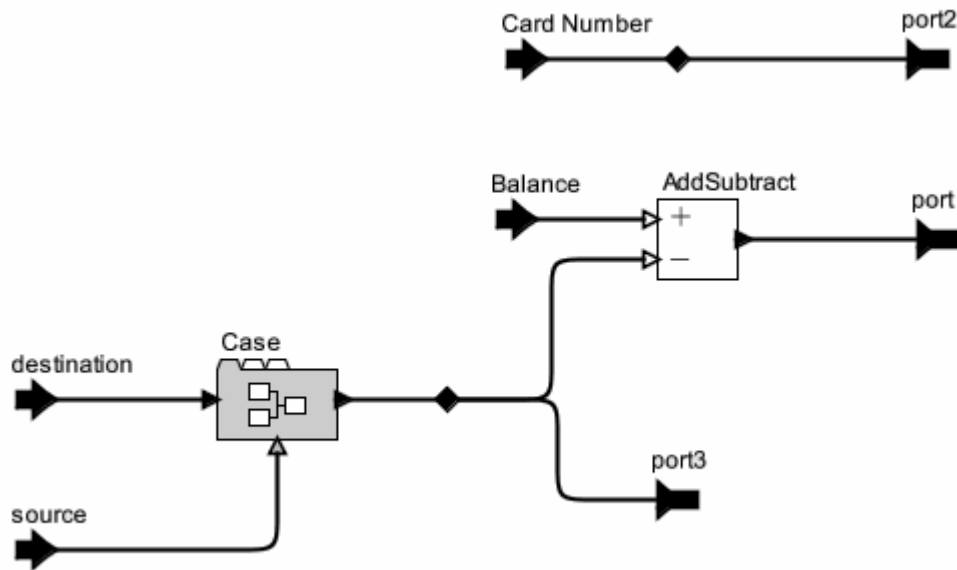 Card Number
port2
Balance
AddSubtract
port
+
−
Case
destination
port3
source